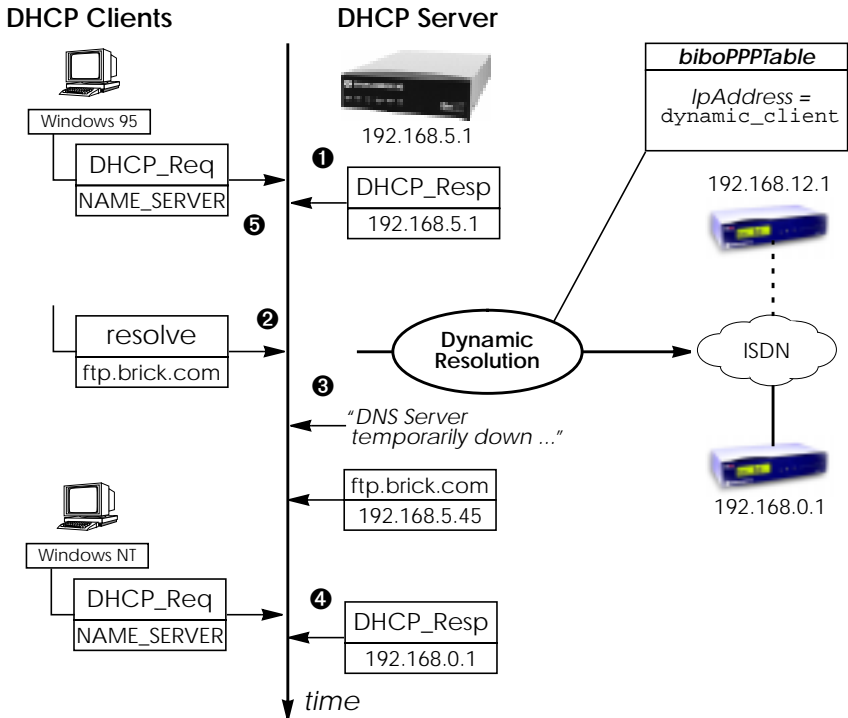 DHCP Clients
DHCP Server
biboPPPTable
IpAddress =
dynamic_client
Windows 95
192.168.5.1
❶
DHCP_Req
NAME_SERVER
DHCP_Resp
192.168.5.1
192.168.12.1
❺
❷
resolve
ftp.brick.com
Dynamic
Resolution
ISDN
❸
"DNS Server
temporarily down ..."
ftp.brick.com
192.168.5.45
192.168.0.1
Windows NT
❹
DHCP_Req
NAME_SERVER
DHCP_Resp
192.168.0.1
time